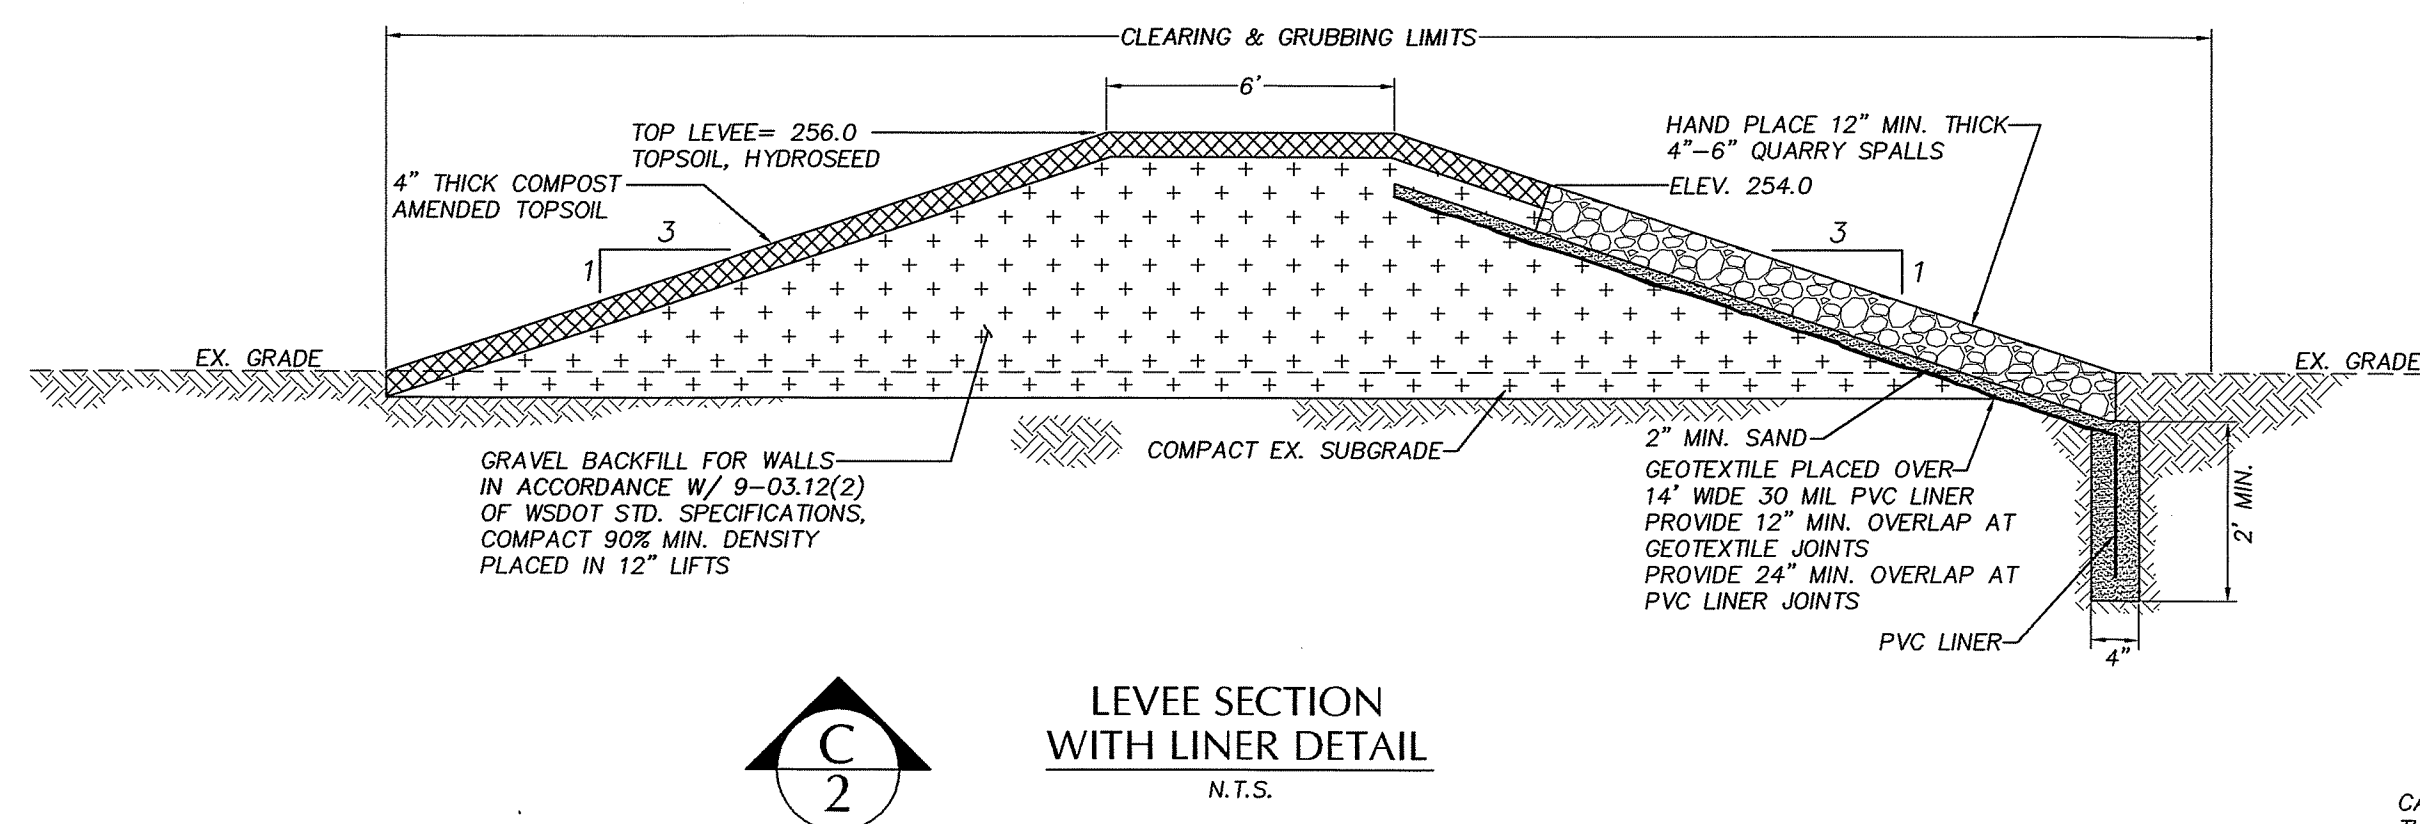 CLEARING & GRUBBING LIMITS
6'
TOP LEVEE= 256.0
TOPSOIL, HYDROSEED
4" THICK COMPOST
AMENDED TOPSOIL
3
1
HAND PLACE 12" MIN. THICK
4"-6" QUARRY SPALLS
ELEV. 254.0
3
1
EX. GRADE
EX. GRADE
GRAVEL BACKFILL FOR WALLS
IN ACCORDANCE W/ 9-03.12(2)
OF WSDOT STD. SPECIFICATIONS,
COMPACT 90% MIN. DENSITY
PLACED IN 12" LIFTS
COMPACT EX. SUBGRADE
2" MIN. SAND
GEOTEXTILE PLACED OVER
14' WIDE 30 MIL PVC LINER
PROVIDE 12" MIN. OVERLAP AT
GEOTEXTILE JOINTS
PROVIDE 24" MIN. OVERLAP AT
PVC LINER JOINTS
PVC LINER
2' MIN.
4"
C
2
LEVEE SECTION
WITH LINER DETAIL
N.T.S.